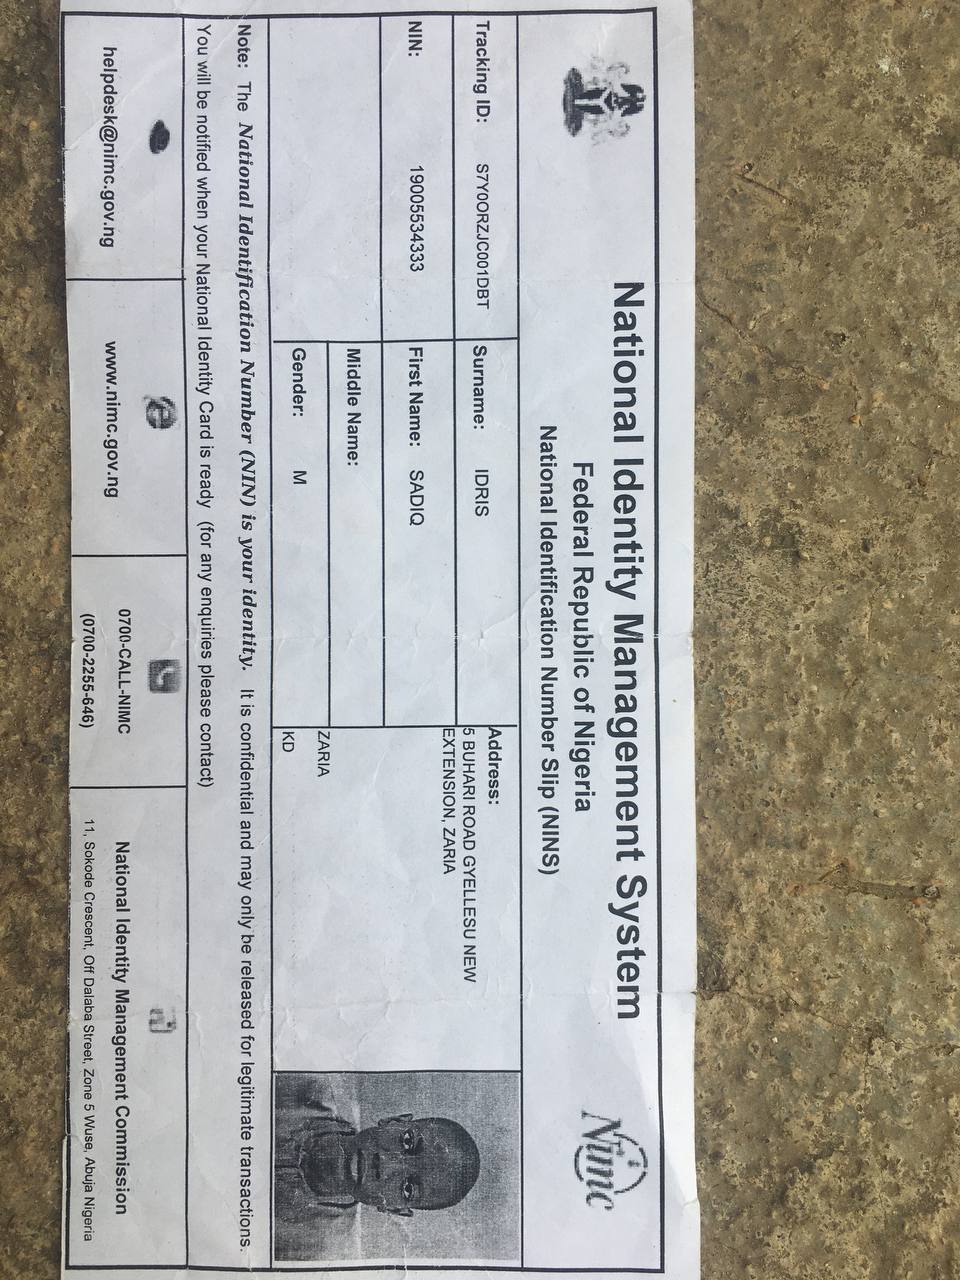 National Identity Management System
Federal Republic of Nigeria
National Identification Number Slip (NINS)
Nimc
Tracking ID: S7Y0ORZJC001DBT
Surname: IDRIS
Address:
5 BUHARI ROAD GYELLESU NEW
EXTENSION, ZARIA
NIN: 19005534333
First Name: SADIQ
Middle Name:
ZARIA
Gender: M
KD
Note: The National Identification Number (NIN) is your identity. It is confidential and may only be released for legitimate transactions.
You will be notified when your National Identity Card is ready (for any enquiries please contact)
helpdesk@nimc.gov.ng
www.nimc.gov.ng
0700-CALL-NIMC
(0700-2255-646)
National Identity Management Commission
11, Sokode Crescent, Off Dalaba Street, Zone 5 Wuse, Abuja Nigeria